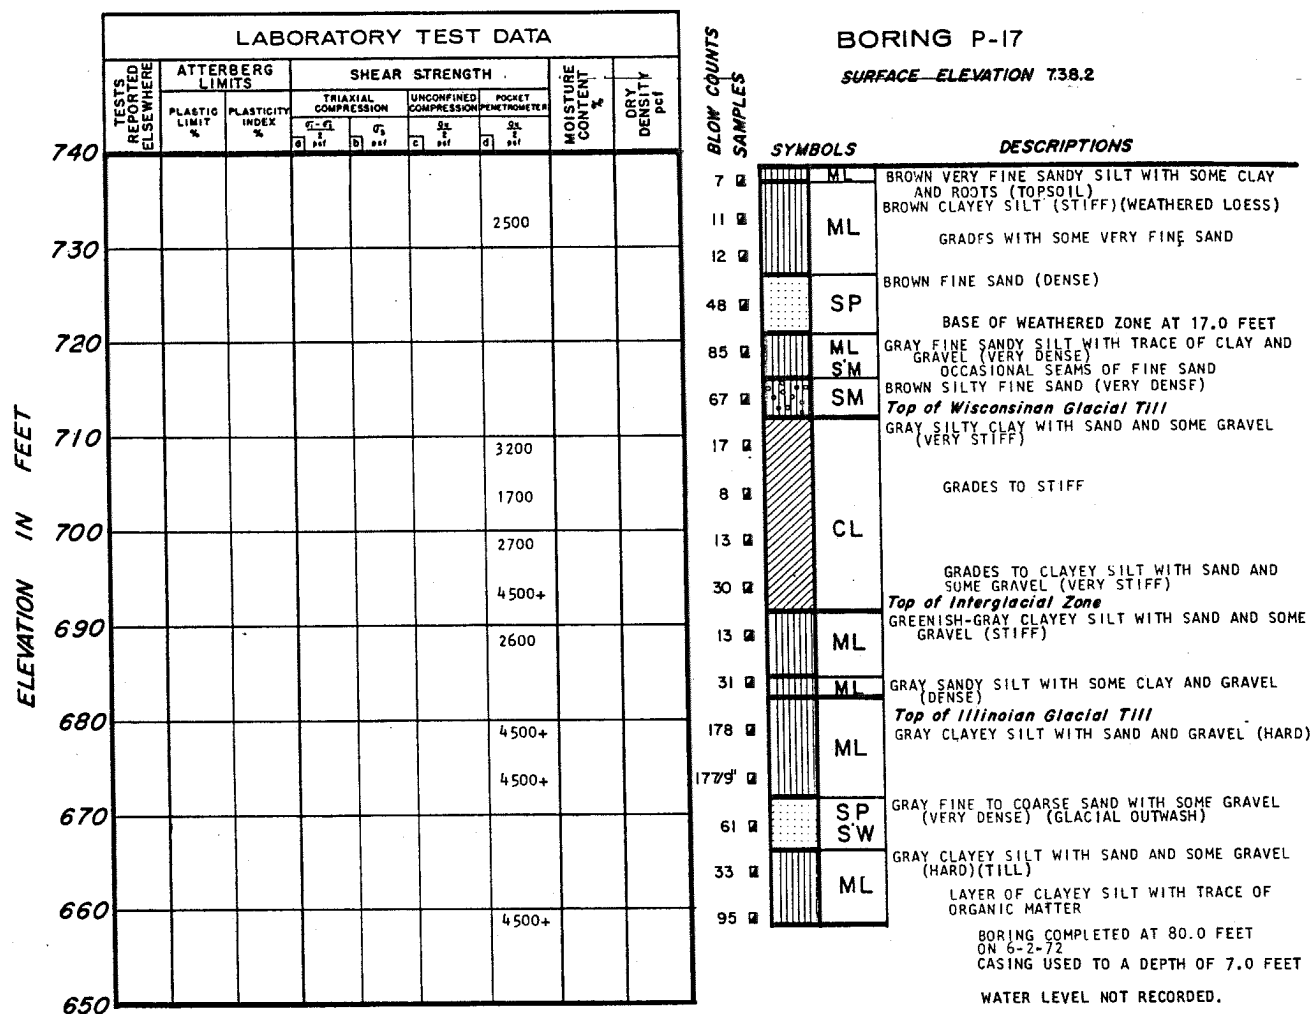 LABORATORY TEST DATA
TESTS REPORTED ELSEWHERE
ATTERBERG LIMITS
PLASTIC LIMIT %
PLASTICITY INDEX %
SHEAR STRENGTH
TRIAXIAL COMPRESSION
UNCONFINED COMPRESSION
POCKET PENETROMETER
a psf
b psf
c psf
d psf
MOISTURE CONTENT %
DRY DENSITY pcf
BLOW COUNTS
SAMPLES
BORING P-17
SURFACE ELEVATION 738.2
SYMBOLS
DESCRIPTIONS
ELEVATION IN FEET
740
730
720
710
700
690
680
670
660
650
2500
3200
1700
2700
4500+
2600
4500+
4500+
4500+
7
11
12
48
85
67
17
8
13
30
13
31
178
177/9"
61
33
95
ML
BROWN VERY FINE SANDY SILT WITH SOME CLAY
AND ROOTS (TOPSOIL)
ML
BROWN CLAYEY SILT (STIFF)(WEATHERED LOESS)
GRADES WITH SOME VERY FINE SAND
SP
BROWN FINE SAND (DENSE)
BASE OF WEATHERED ZONE AT 17.0 FEET
ML
SM
GRAY FINE SANDY SILT WITH TRACE OF CLAY AND
GRAVEL (VERY DENSE)
OCCASIONAL SEAMS OF FINE SAND
SM
BROWN SILTY FINE SAND (VERY DENSE)
Top of Wisconsinan Glacial Till
CL
GRAY SILTY CLAY WITH SAND AND SOME GRAVEL
(VERY STIFF)
GRADES TO STIFF
GRADES TO CLAYEY SILT WITH SAND AND
SOME GRAVEL (VERY STIFF)
Top of Interglacial Zone
ML
GREENISH-GRAY CLAYEY SILT WITH SAND AND SOME
GRAVEL (STIFF)
ML
GRAY SANDY SILT WITH SOME CLAY AND GRAVEL
(DENSE)
Top of Illinoian Glacial Till
ML
GRAY CLAYEY SILT WITH SAND AND GRAVEL (HARD)
SP
SW
GRAY FINE TO COARSE SAND WITH SOME GRAVEL
(VERY DENSE) (GLACIAL OUTWASH)
ML
GRAY CLAYEY SILT WITH SAND AND SOME GRAVEL
(HARD)(TILL)
LAYER OF CLAYEY SILT WITH TRACE OF
ORGANIC MATTER
BORING COMPLETED AT 80.0 FEET
ON 6-2-72
CASING USED TO A DEPTH OF 7.0 FEET
WATER LEVEL NOT RECORDED.